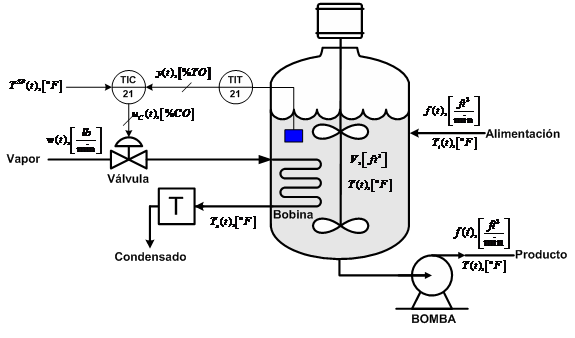 y(t),[%TO]
TIC
21
TIT
21
T^SP(t),[°F]
u_C(t),[%CO]
w(t),[lb/min]
f(t),[ft³/min]
Alimentación
T_i(t),[°F]
Vapor
Válvula
V,[ft³]
T(t),[°F]
T
Bobina
T_s(t),[°F]
Condensado
f(t),[ft³/min]
Producto
T(t),[°F]
BOMBA